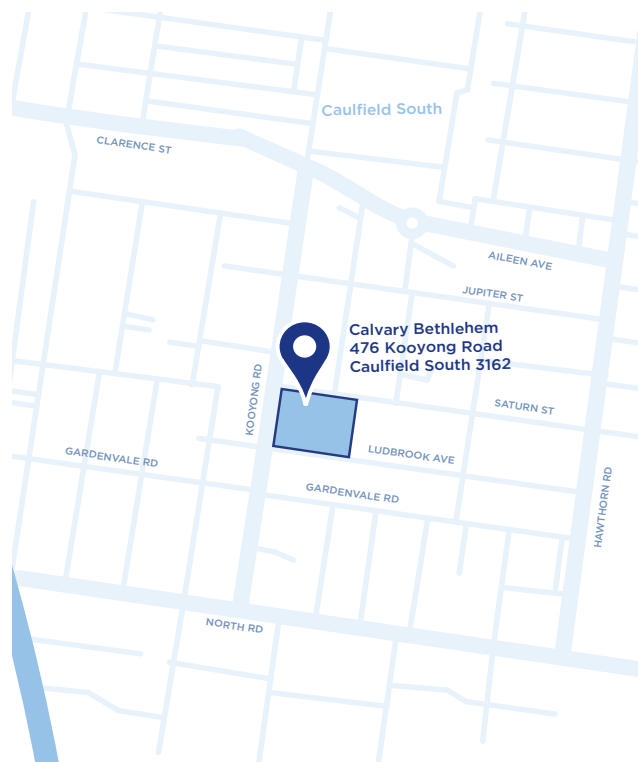 Caulfield South
CLARENCE ST
AILEEN AVE
JUPITER ST
Calvary Bethlehem
476 Kooyong Road
Caulfield South 3162
KOOYONG RD
SATURN ST
LUDBROOK AVE
GARDENVALE RD
GARDENVALE RD
HAWTHORN RD
NORTH RD